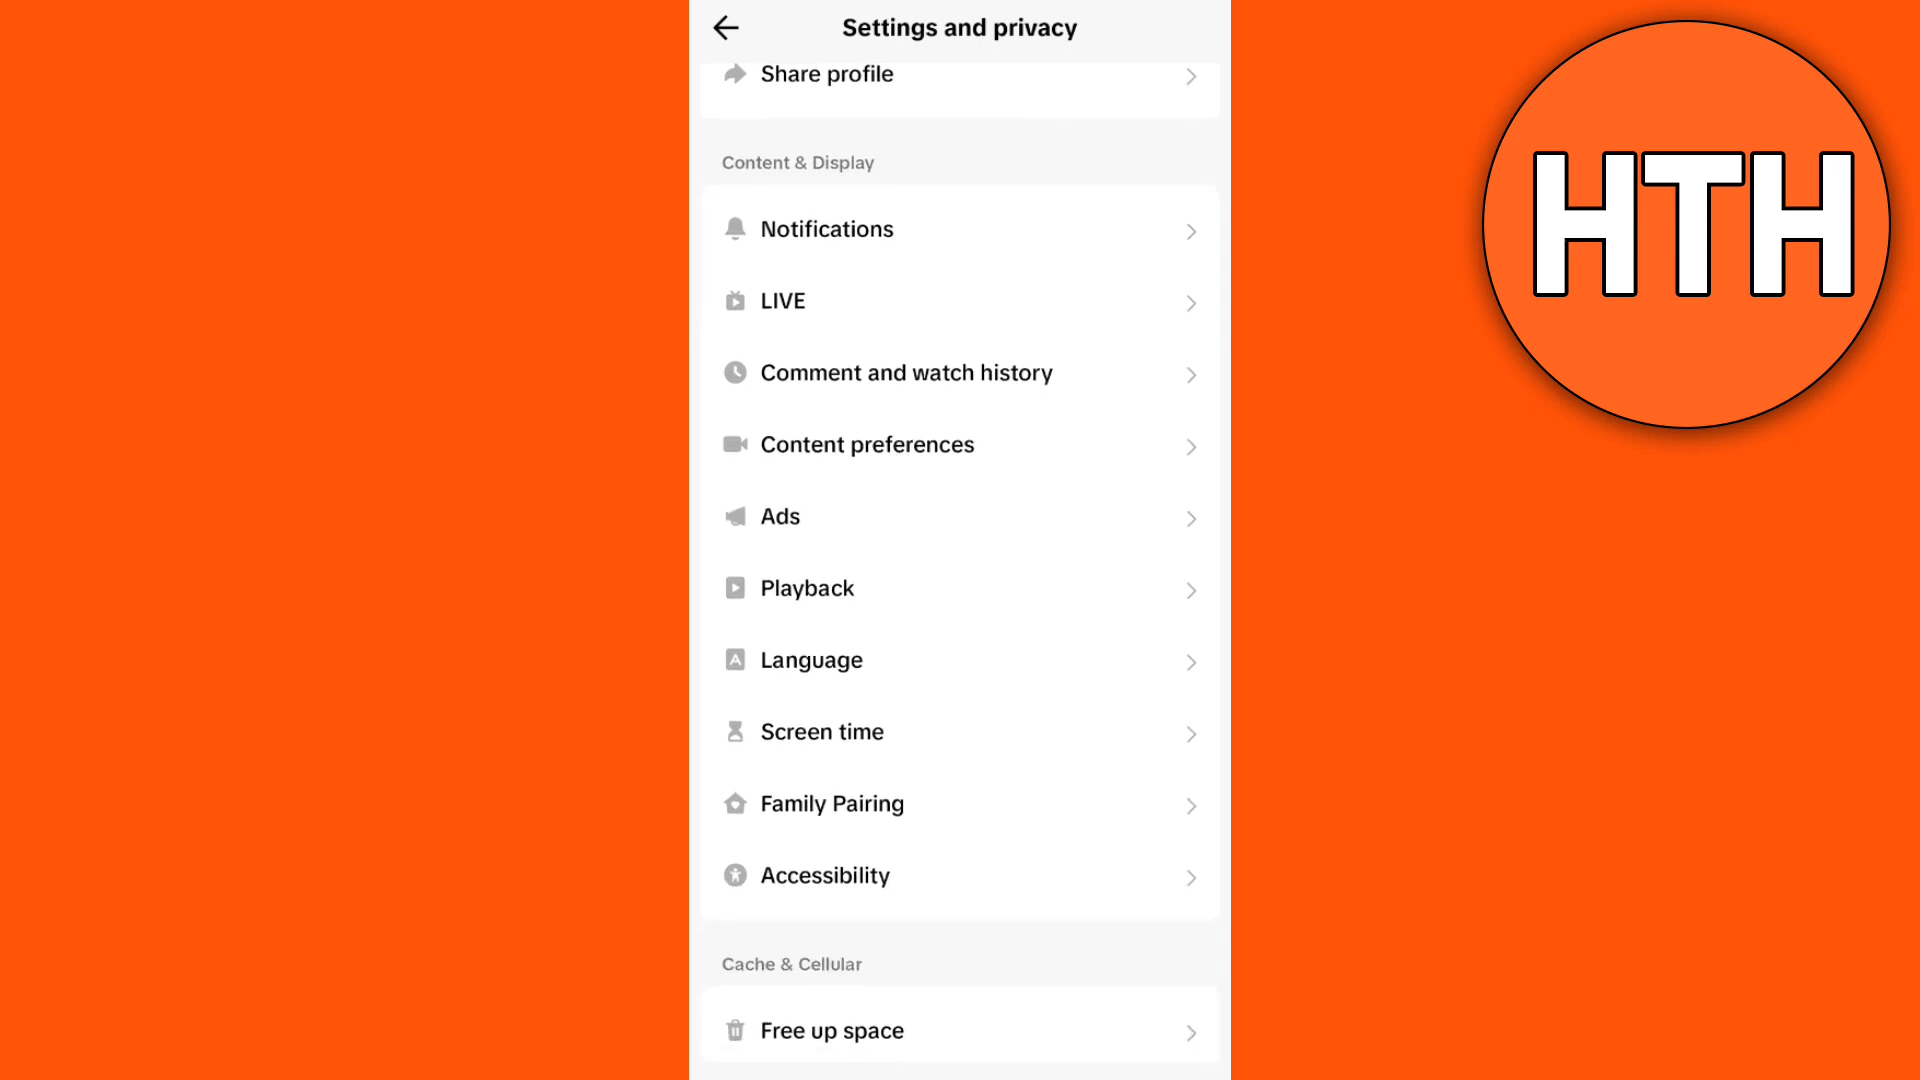 Settings and privacy
Share profile
Content & Display
Notifications
LIVE
Comment and watch history
Content preferences
Ads
Playback
Language
Screen time
Family Pairing
Accessibility
Cache & Cellular
Free up space
HTH